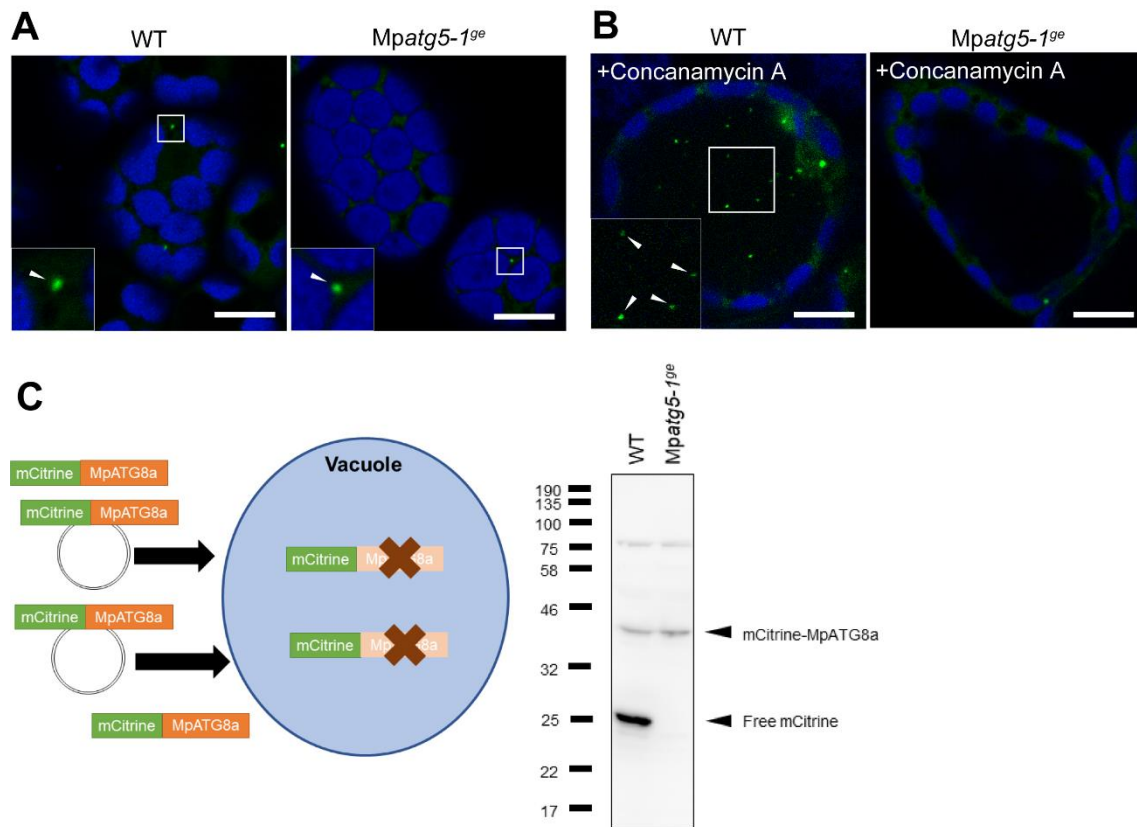 A
WT
Mpatg5-1ge
B
WT
Mpatg5-1ge
+Concanamycin A
+Concanamycin A
C
mCitrine MpATG8a
mCitrine MpATG8a
mCitrine MpATG8a
mCitrine MpATG8a
Vacuole
mCitrine
mCitrine
WT
Mpatg5-1ge
190
135
100
75
58
46
32
25
22
17
mCitrine-MpATG8a
Free mCitrine